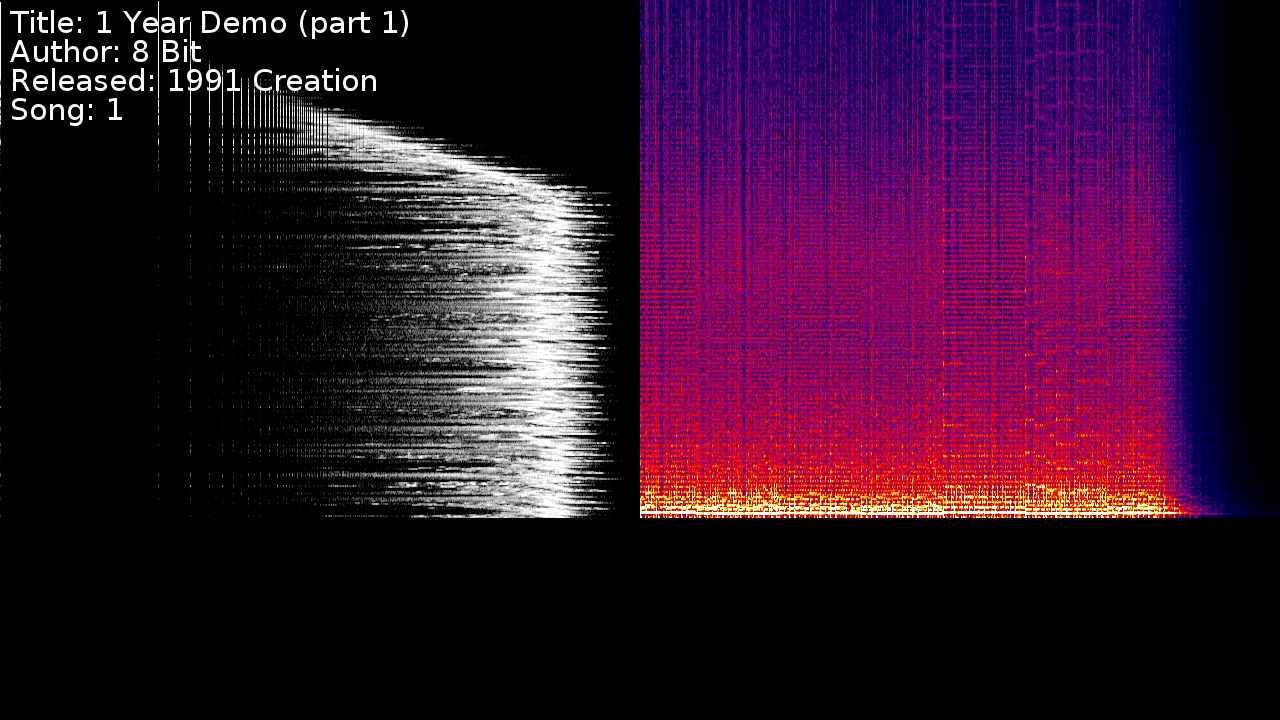 Title: 1 Year Demo (part 1)
Author: 8 Bit
Released: 1991 Creation
Song: 1